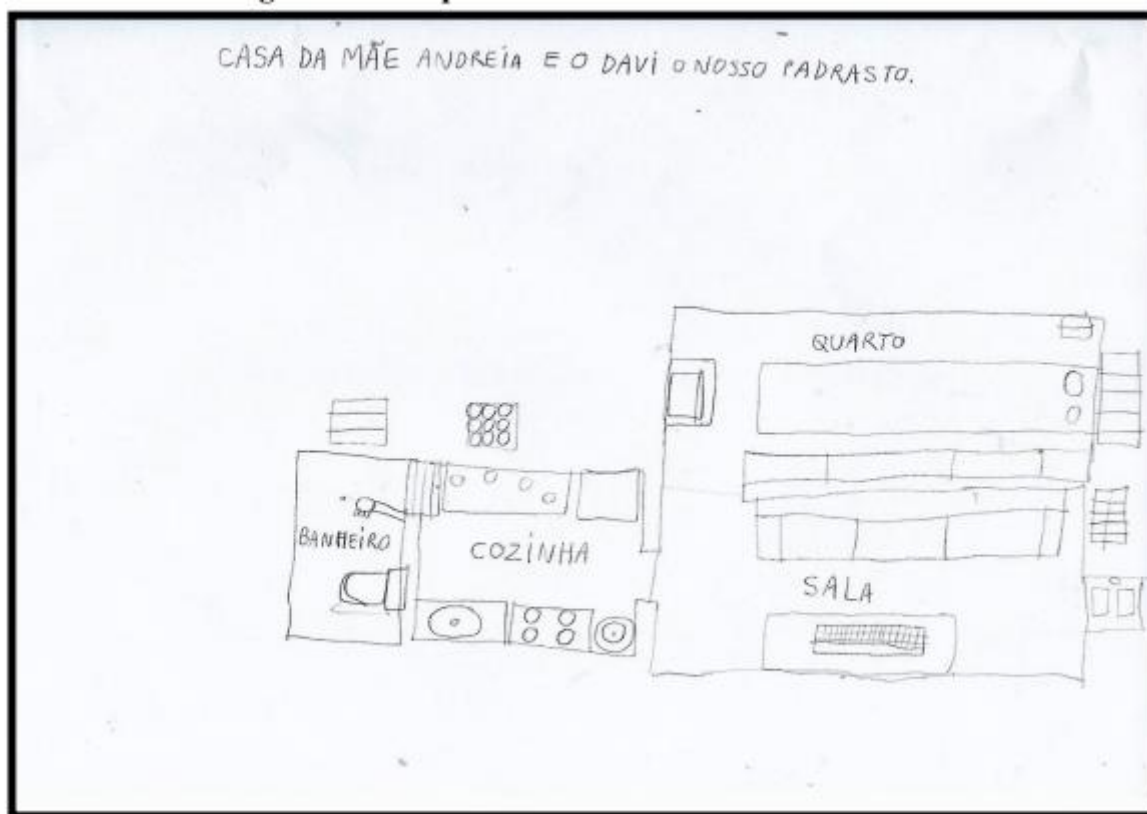 CASA DA MÃE ANDREIA E O DAVI O NOSSO PADRASTO.
QUARTO
BANHEIRO
COZINHA
SALA